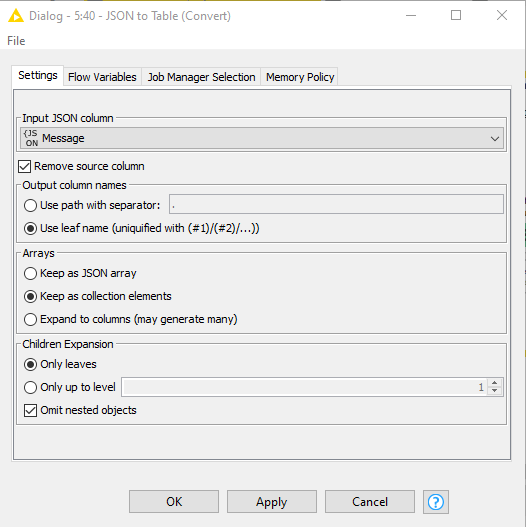 Dialog - 5:40 - JSON to Table (Convert)
File
Settings Flow Variables Job Manager Selection Memory Policy
Input JSON column
{JS
ON Message
Remove source column
Output column names
Use path with separator: .
Use leaf name (uniquified with (#1)/(#2)/...))
Arrays
Keep as JSON array
Keep as collection elements
Expand to columns (may generate many)
Children Expansion
Only leaves
Only up to level 1
Omit nested objects
OK Apply Cancel ?